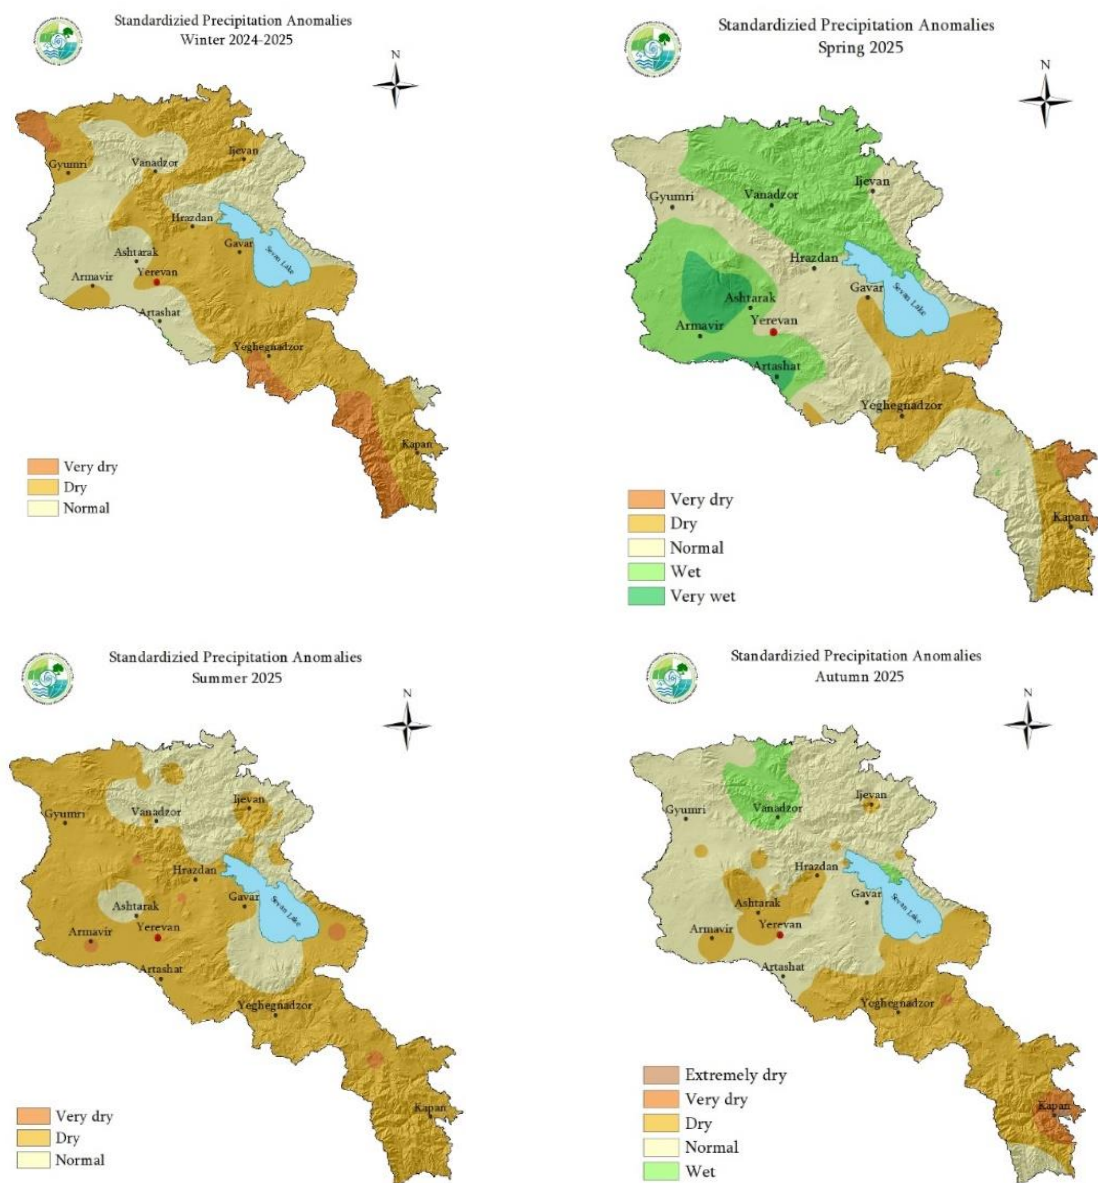 Standardizied Precipitation Anomalies
Winter 2024-2025
N
Gyumri
Vanadzor
Ijevan
Hrazdan
Gavar
Sevan Lake
Ashtarak
Armavir
Yerevan
Artashat
Yeghegnadzor
Kapan
Very dry
Dry
Normal
Standardizied Precipitation Anomalies
Spring 2025
N
Gyumri
Vanadzor
Ijevan
Hrazdan
Gavar
Sevan Lake
Ashtarak
Armavir
Yerevan
Artashat
Yeghegnadzor
Kapan
Very dry
Dry
Normal
Wet
Very wet
Standardizied Precipitation Anomalies
Summer 2025
N
Gyumri
Vanadzor
Ijevan
Hrazdan
Gavar
Sevan Lake
Ashtarak
Armavir
Yerevan
Artashat
Yeghegnadzor
Kapan
Very dry
Dry
Normal
Standardizied Precipitation Anomalies
Autumn 2025
N
Gyumri
Vanadzor
Ijevan
Hrazdan
Gavar
Sevan Lake
Ashtarak
Armavir
Yerevan
Artashat
Yeghegnadzor
Kapan
Extremely dry
Very dry
Dry
Normal
Wet